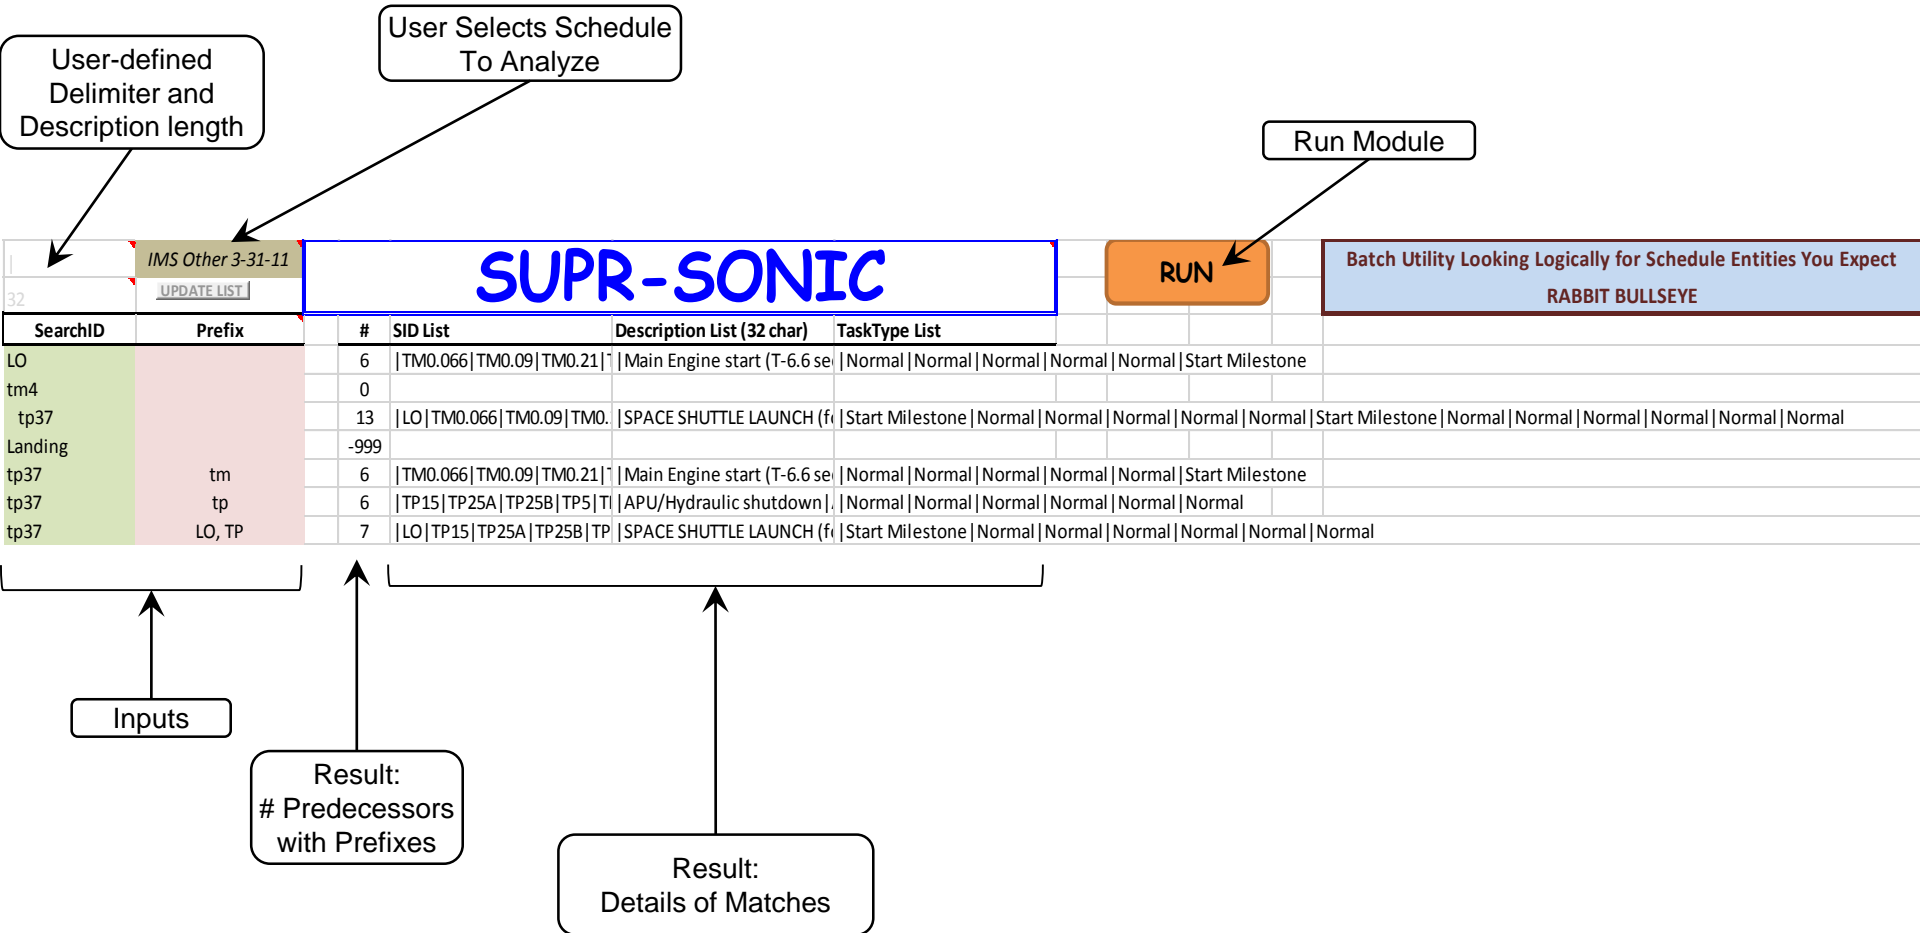 User Selects Schedule
To Analyze
User-defined
Delimiter and
Description length
Run Module
|
IMS Other 3-31-11
SUPR-SONIC
RUN
Batch Utility Looking Logically for Schedule Entities You Expect
RABBIT BULLSEYE
32
UPDATE LIST
SearchID Prefix # SID List Description List (32 char) TaskType List
LO 6 |TM0.066|TM0.09|TM0.21| |Main Engine start (T-6.6 se |Normal|Normal|Normal|Normal|Normal|Start Milestone
tm4 0
tp37 13 |LO|TM0.066|TM0.09|TM0. |SPACE SHUTTLE LAUNCH (f |Start Milestone|Normal|Normal|Normal|Normal|Normal|Start Milestone|Normal|Normal|Normal|Normal|Normal|Normal
Landing -999
tp37 tm 6 |TM0.066|TM0.09|TM0.21| |Main Engine start (T-6.6 se |Normal|Normal|Normal|Normal|Normal|Start Milestone
tp37 tp 6 |TP15|TP25A|TP25B|TP5| |APU/Hydraulic shutdown| |Normal|Normal|Normal|Normal|Normal|Normal
tp37 LO, TP 7 |LO|TP15|TP25A|TP25B|TP |SPACE SHUTTLE LAUNCH (f |Start Milestone|Normal|Normal|Normal|Normal|Normal|Normal
Inputs
Result:
# Predecessors
with Prefixes
Result:
Details of Matches